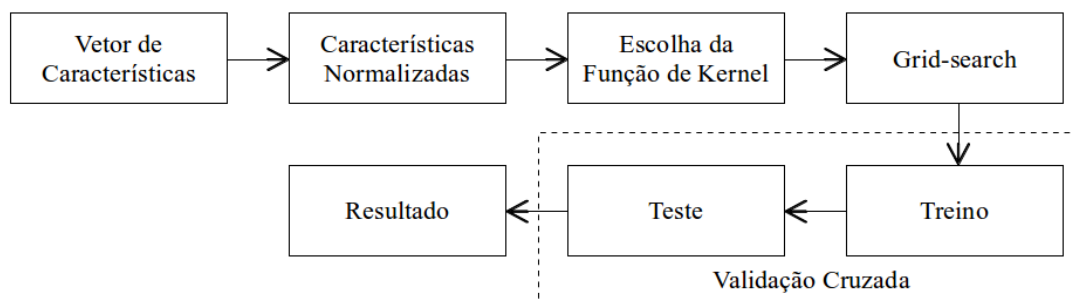 Vetor de
Características
Características
Normalizadas
Escolha da
Função de Kernel
Grid-search
Resultado
Teste
Treino
Validação Cruzada